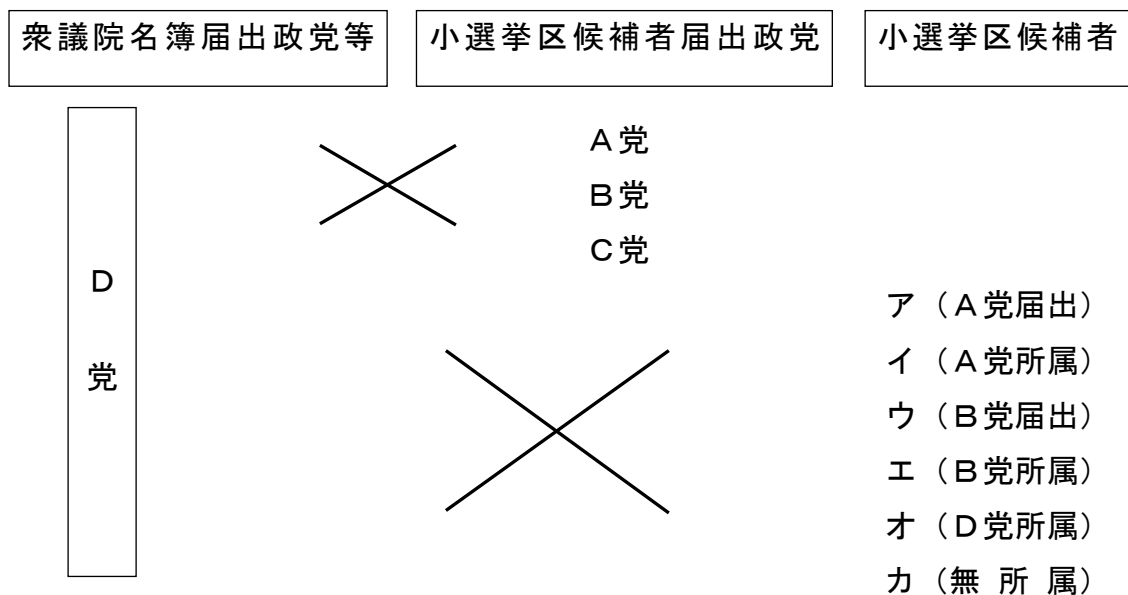 衆議院名簿届出政党等
小選挙区候補者届出政党
小選挙区候補者
D党
A党
B党
C党
ア（A党届出）
イ（A党所属）
ウ（B党届出）
エ（B党所属）
オ（D党所属）
カ（無所属）